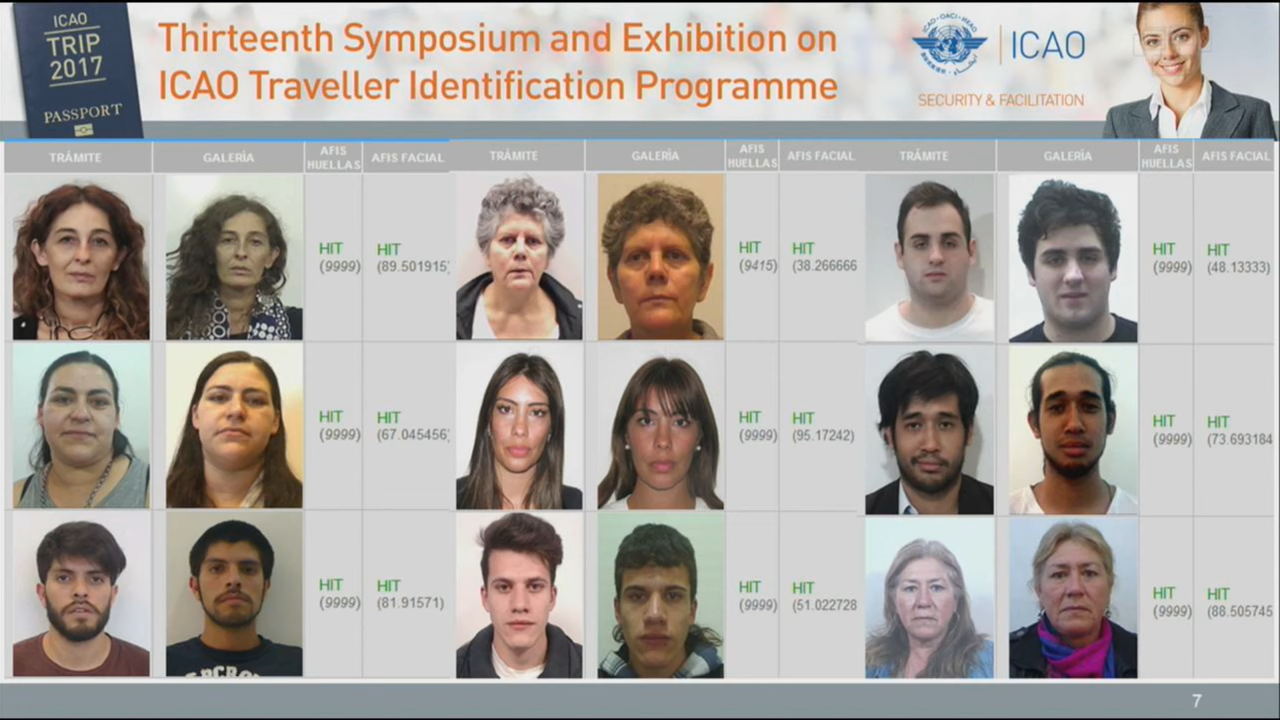 ICAO
TRIP
2017
PASSPORT
Thirteenth Symposium and Exhibition on
ICAO Traveller Identification Programme
ICAO
SECURITY & FACILITATION
TRÁMITE GALERÌA AFIS HUELLAS AFIS FACIAL TRÁMITE GALERÌA AFIS HUELLAS AFIS FACIAL TRÁMITE GALERÌA AFIS HUELLAS AFIS FACIAL
HIT HIT HIT HIT HIT HIT
(9999) (89.501915) (9415) (38.266666 (9999) (48.13333)
HIT HIT HIT HIT HIT HIT
(9999) (67.045456) (9999) (95.17242) (9999) (73.693184
HIT HIT HIT HIT HIT HIT
(9999) (81.91571) (9999) (51.022728 (9999) (88.505745
7